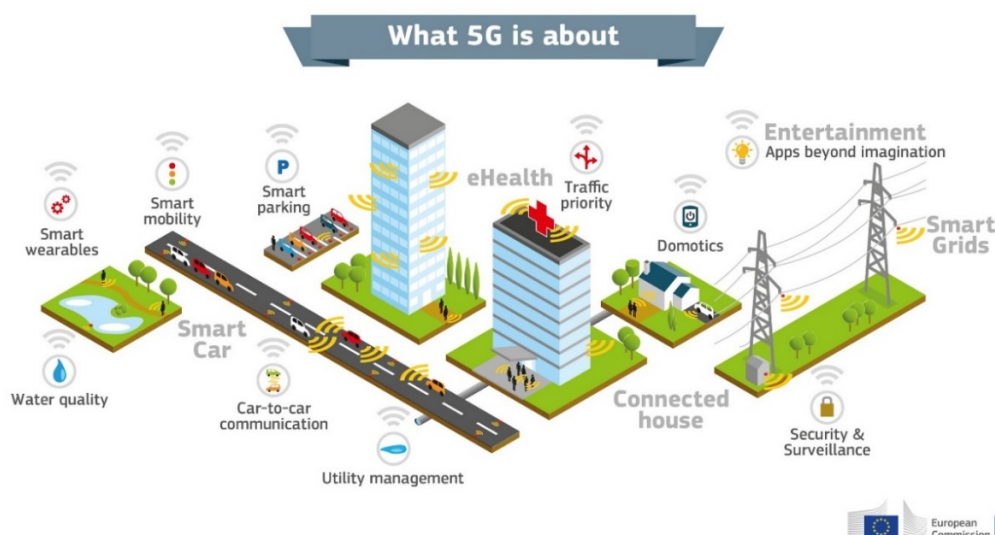 What 5G is about
Entertainment
Apps beyond imagination
eHealth
Traffic
priority
Smart
parking
Smart
mobility
Smart
wearables
Domotics
Smart
Grids
P
Smart
Car
Water quality
Car-to-car
communication
Connected
house
Utility management
Security &
Surveillance
European
Commission